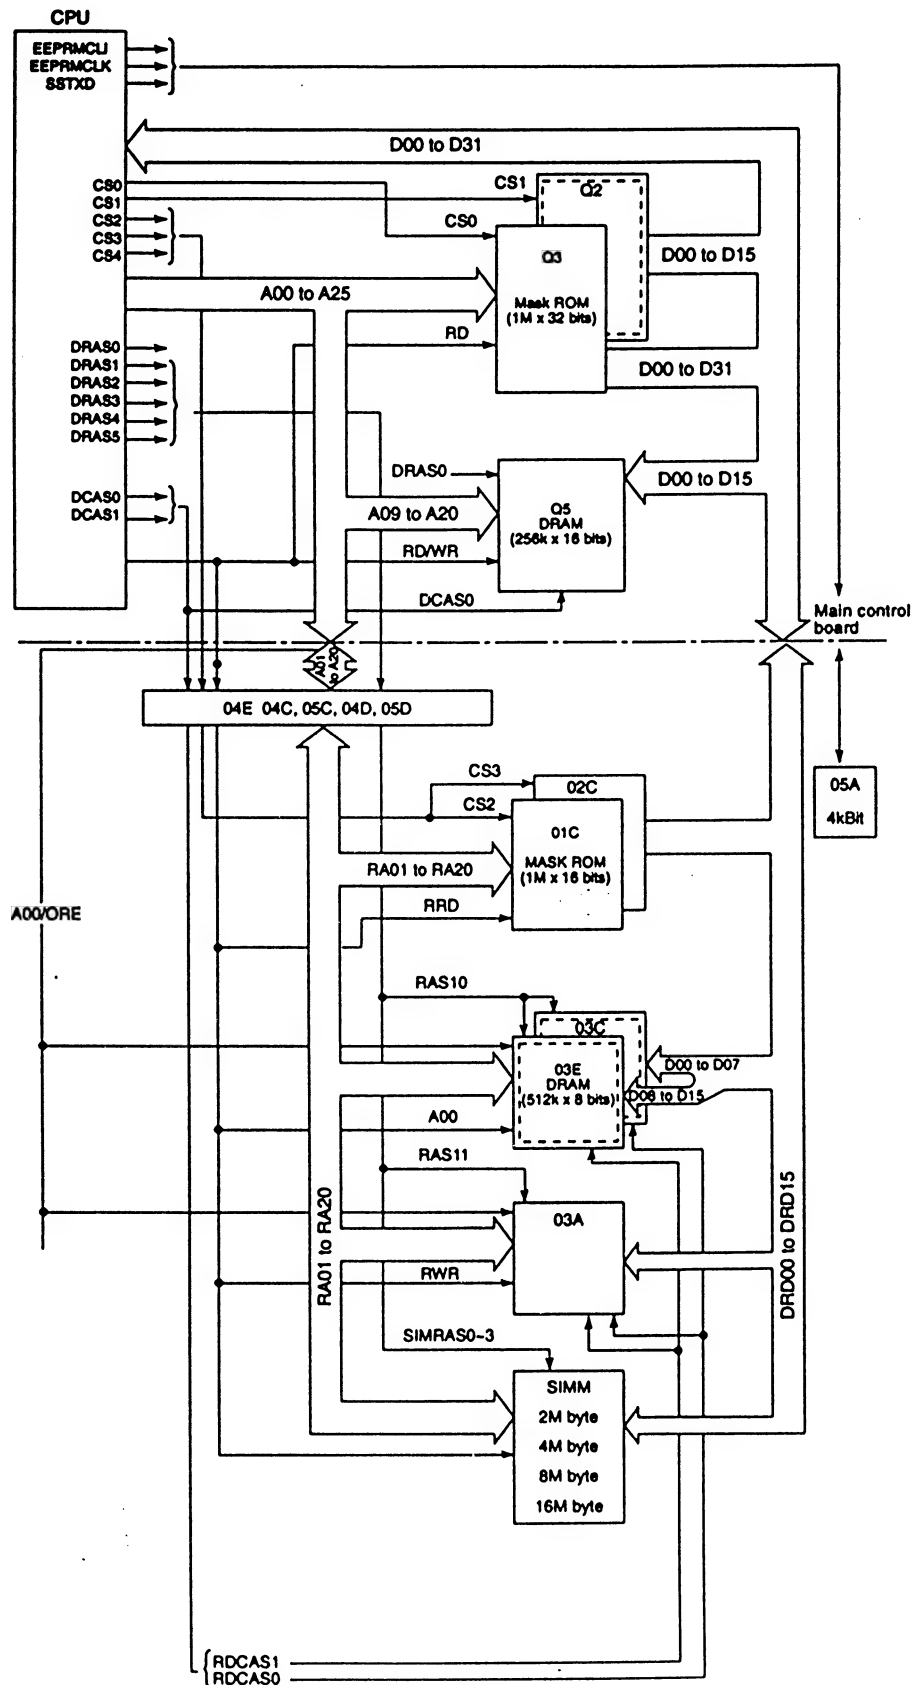 CPU
EEPRMCLI
EEPRMCLK
SSTXD
D00 to D31
CS0
CS1
CS2
CS3
CS4
CS1
Q2
CS0
Q3
Mask ROM
(1M x 32 bits)
D00 to D15
A00 to A25
RD
D00 to D31
DRAS0
DRAS1
DRAS2
DRAS3
DRAS4
DRAS5
DRAS0
D00 to D15
DCAS0
DCAS1
A09 to A20
Q5
DRAM
(256k x 16 bits)
RD/WR
DCAS0
Main control
board
A01
to A20
04E 04C, 05C, 04D, 05D
CS3
02C
CS2
01C
MASK ROM
(1M x 16 bits)
05A
4kBit
RA01 to RA20
A00/ORE
RRD
RAS10
03C
03E
DRAM
(512k x 8 bits)
D00 to D07
D08 to D15
A00
RAS11
RA01 to RA20
03A
DRD00 to DRD15
RWR
SIMRAS0~3
SIMM
2M byte
4M byte
8M byte
16M byte
RDCAS1
RDCAS0